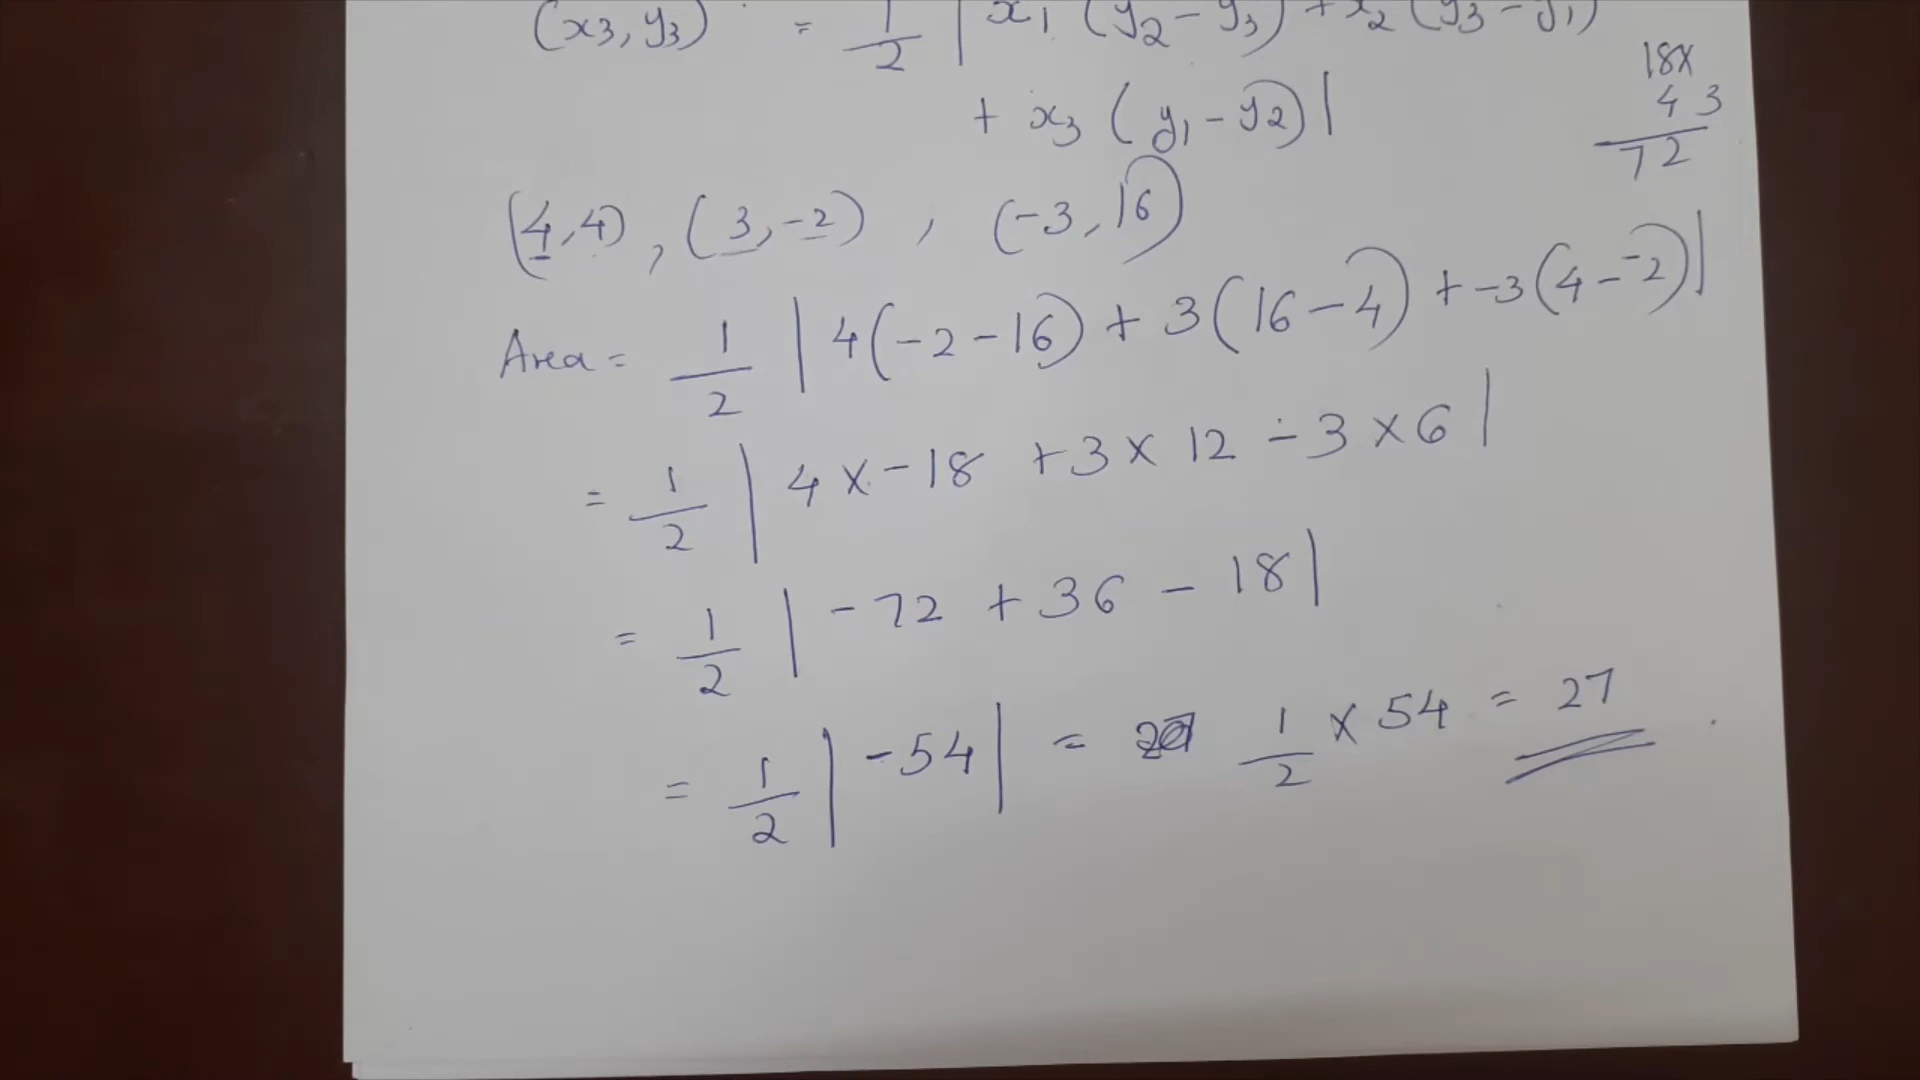 (x3, y3) = 1/2 | x1 (y2 - y3) + x2 (y3 - y1)
+ x3 (y1 - y2) |
18x
4 3
72
(4,4), (3,-2), (-3,16)
Area = 1/2 | 4(-2-16) + 3(16-4) + -3(4--2) |
= 1/2 | 4 x -18 + 3 x 12 - 3 x 6 |
= 1/2 | -72 + 36 - 18 |
= 1/2 | -54 | = 1/2 x 54 = 27